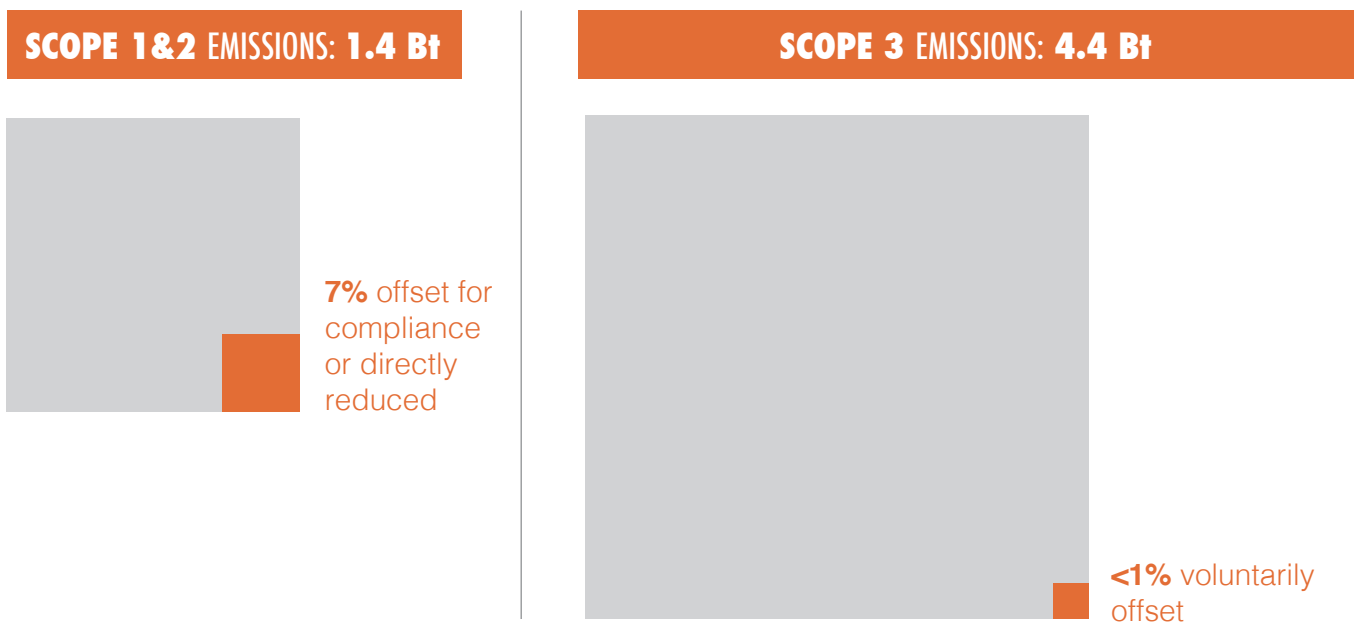 SCOPE 1&2 EMISSIONS: 1.4 Bt
SCOPE 3 EMISSIONS: 4.4 Bt
7% offset for
compliance
or directly
reduced
<1% voluntarily
offset